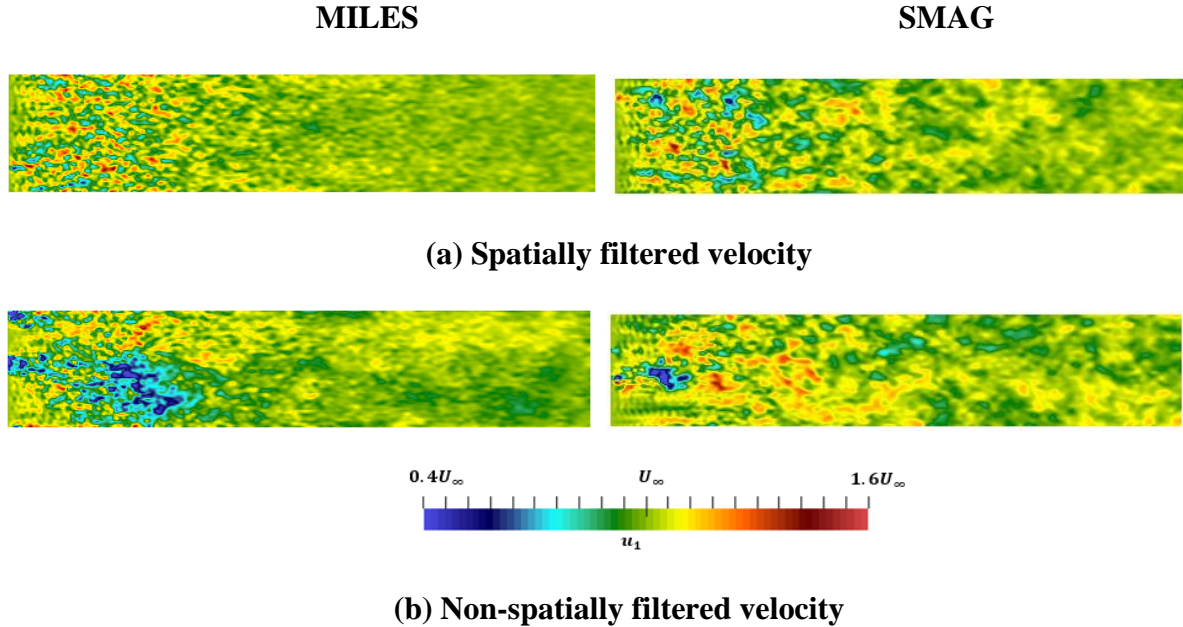 MILES SMAG
(a) Spatially filtered velocity
0.4U∞ U∞ 1.6U∞
u₁
(b) Non-spatially filtered velocity